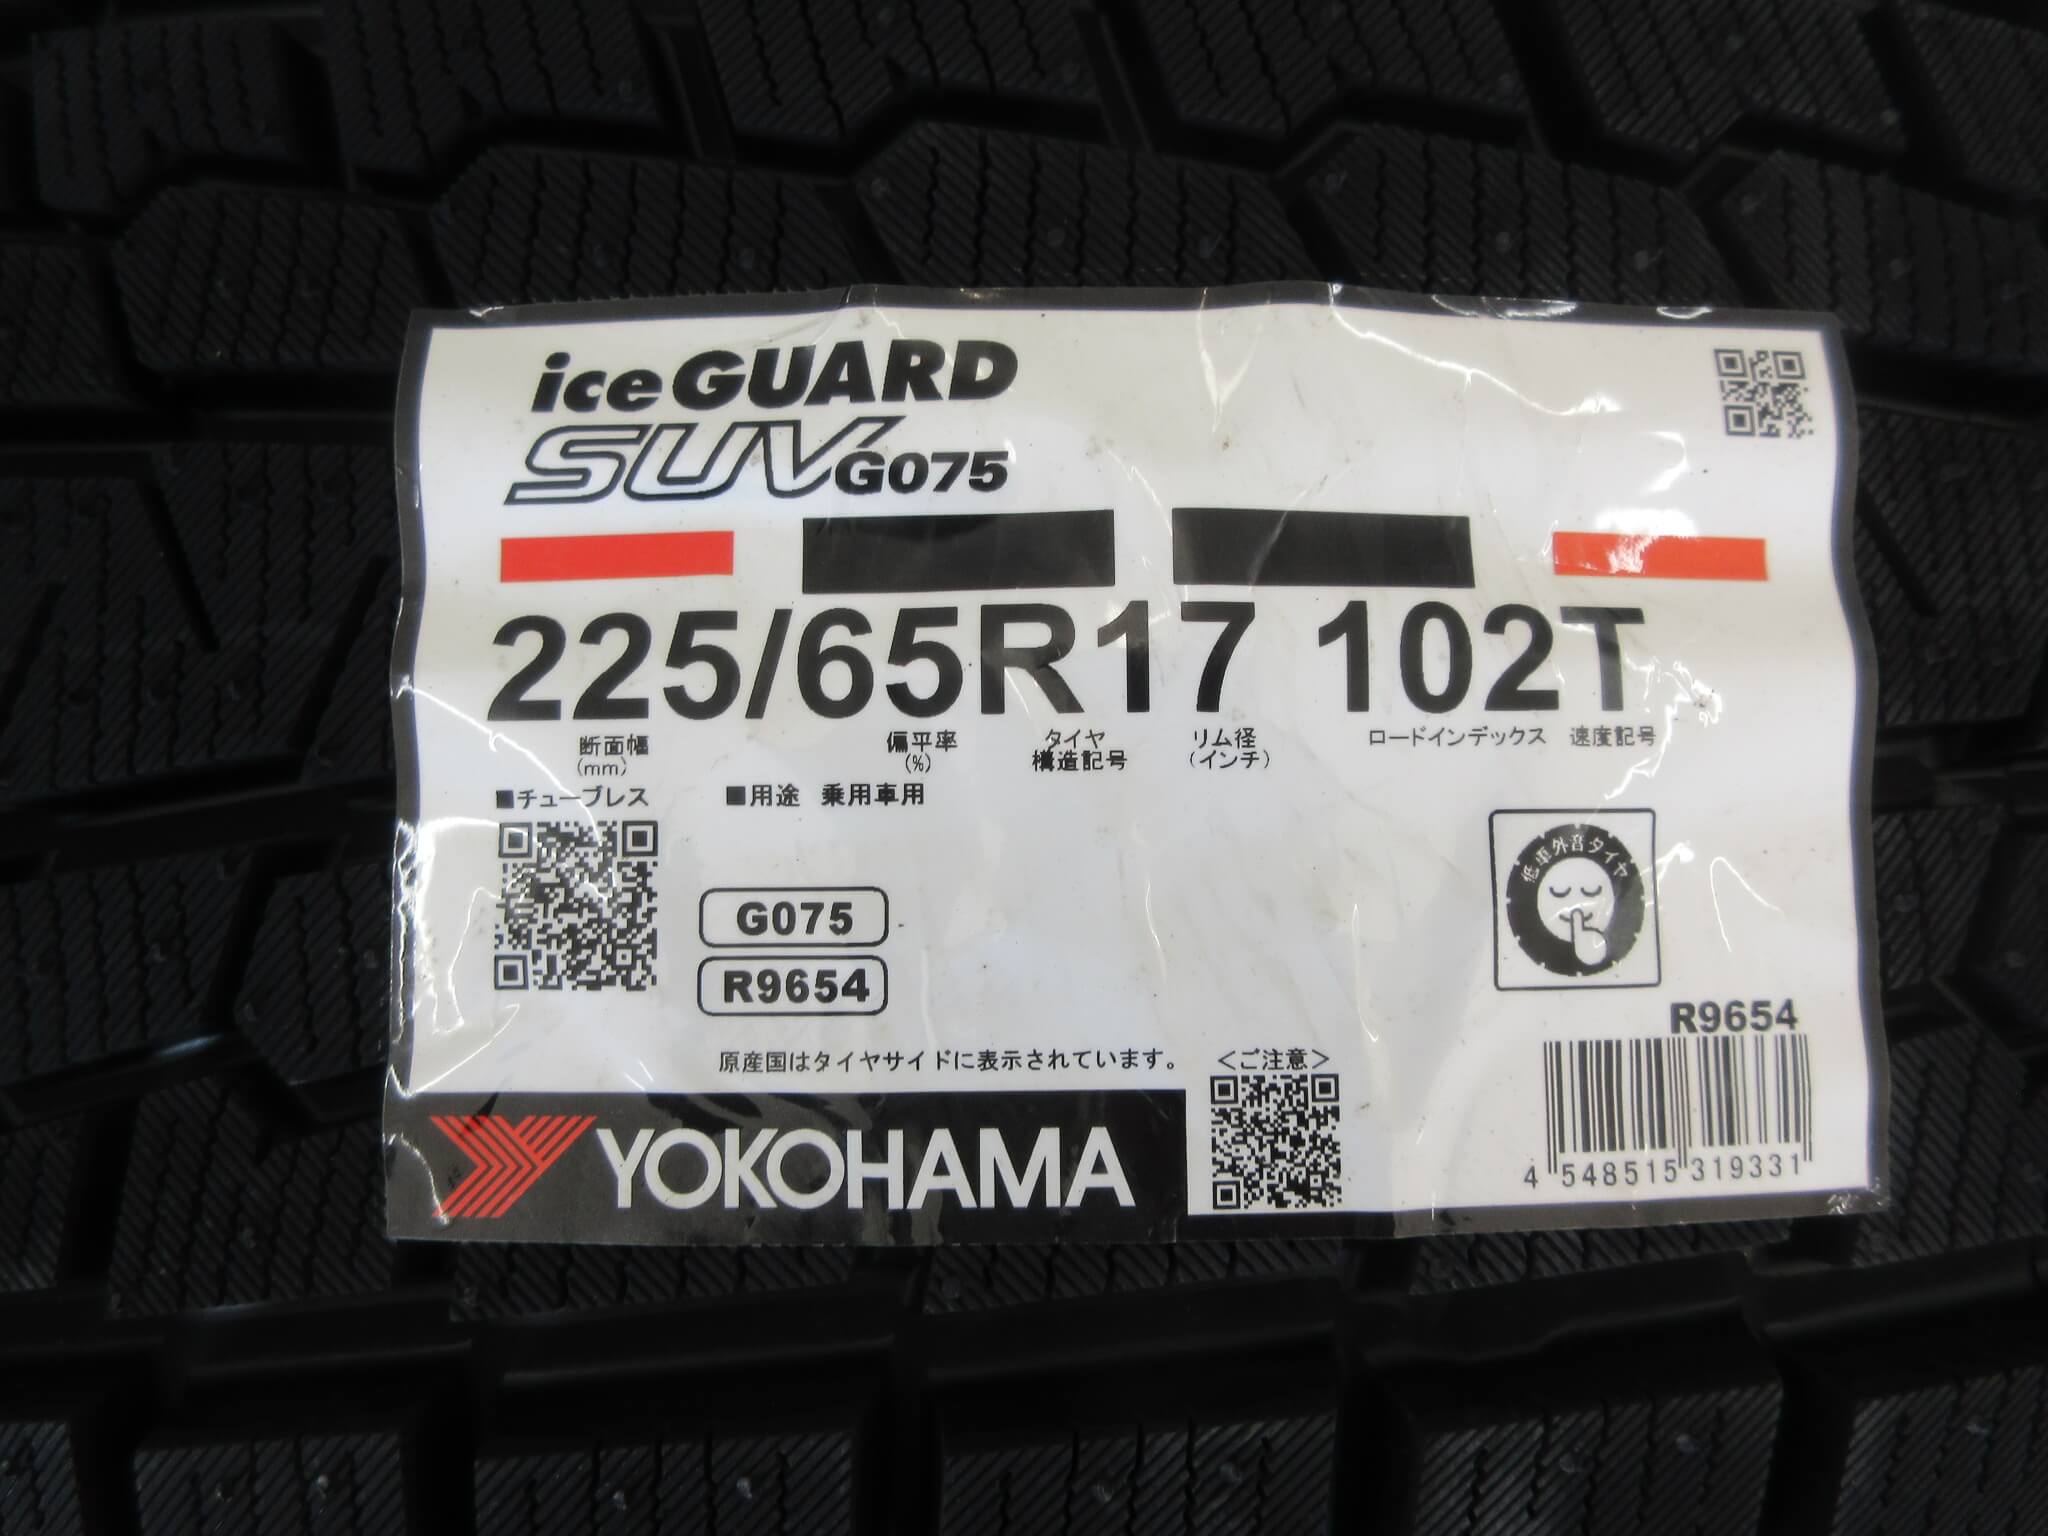 iceGUARD
SUV G075
225/65R17 102T
断面幅 偏平率 タイヤ リム径 ロードインデックス 速度記号
(mm) (%) 構造記号 (インチ)
■チューブレス ■用途 乗用車用
低車外音タイヤ
G075
R9654
R9654
原産国はタイヤサイドに表示されています。 <ご注意>
YOKOHAMA
4 548515 319331